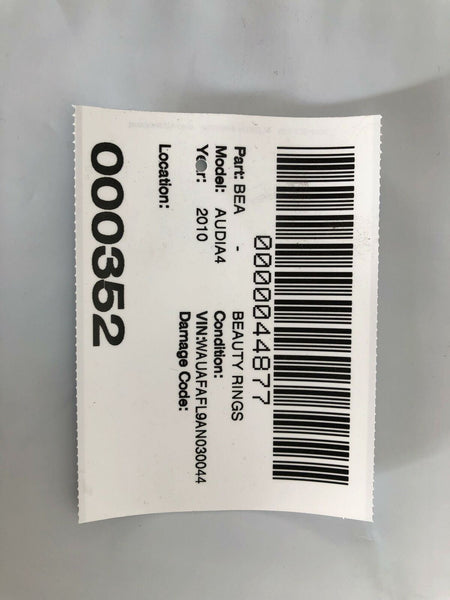 0000044877
Part: BEA - BEAUTY RINGS
Model: AUDIA4 Condition:
Year: 2010 VIN:WAUAFAFL9AN030044
Damage Code:
Location:
000352